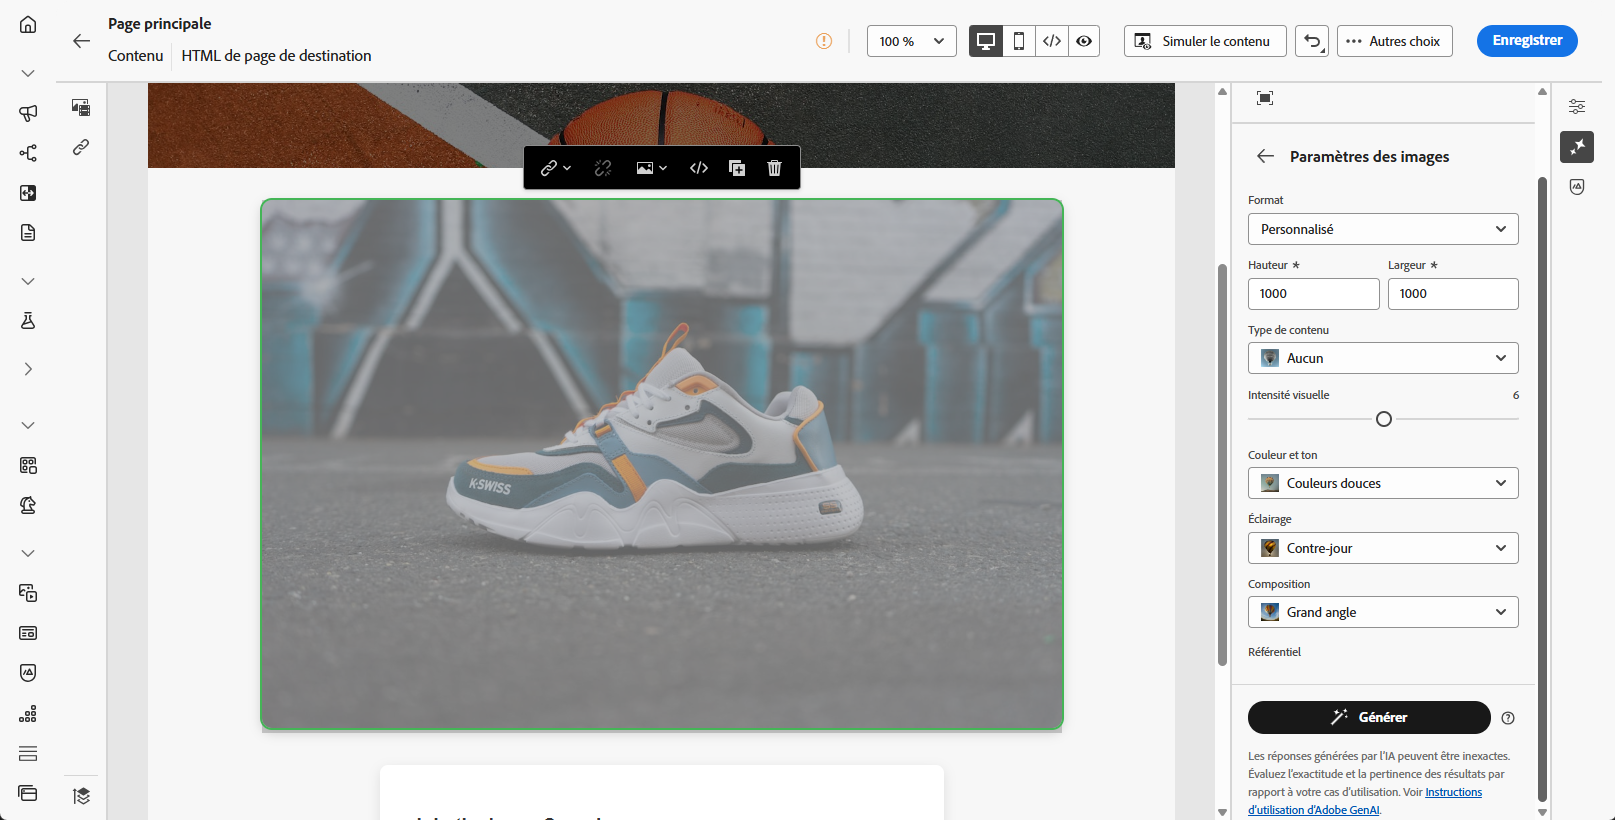 Page principale
Contenu
HTML de page de destination
100 %
Simuler le contenu
Autres choix
Enregistrer
K·SWISS
Paramètres des images
Format
Personnalisé
Hauteur *
Largeur *
1000
1000
Type de contenu
Aucun
Intensité visuelle
6
Couleur et ton
Couleurs douces
Éclairage
Contre-jour
Composition
Grand angle
Référentiel
Générer
Les réponses générées par l’IA peuvent être inexactes.
Évaluez l’exactitude et la pertinence des résultats par
rapport à votre cas d’utilisation. Voir Instructions
d’utilisation d’Adobe GenAI.